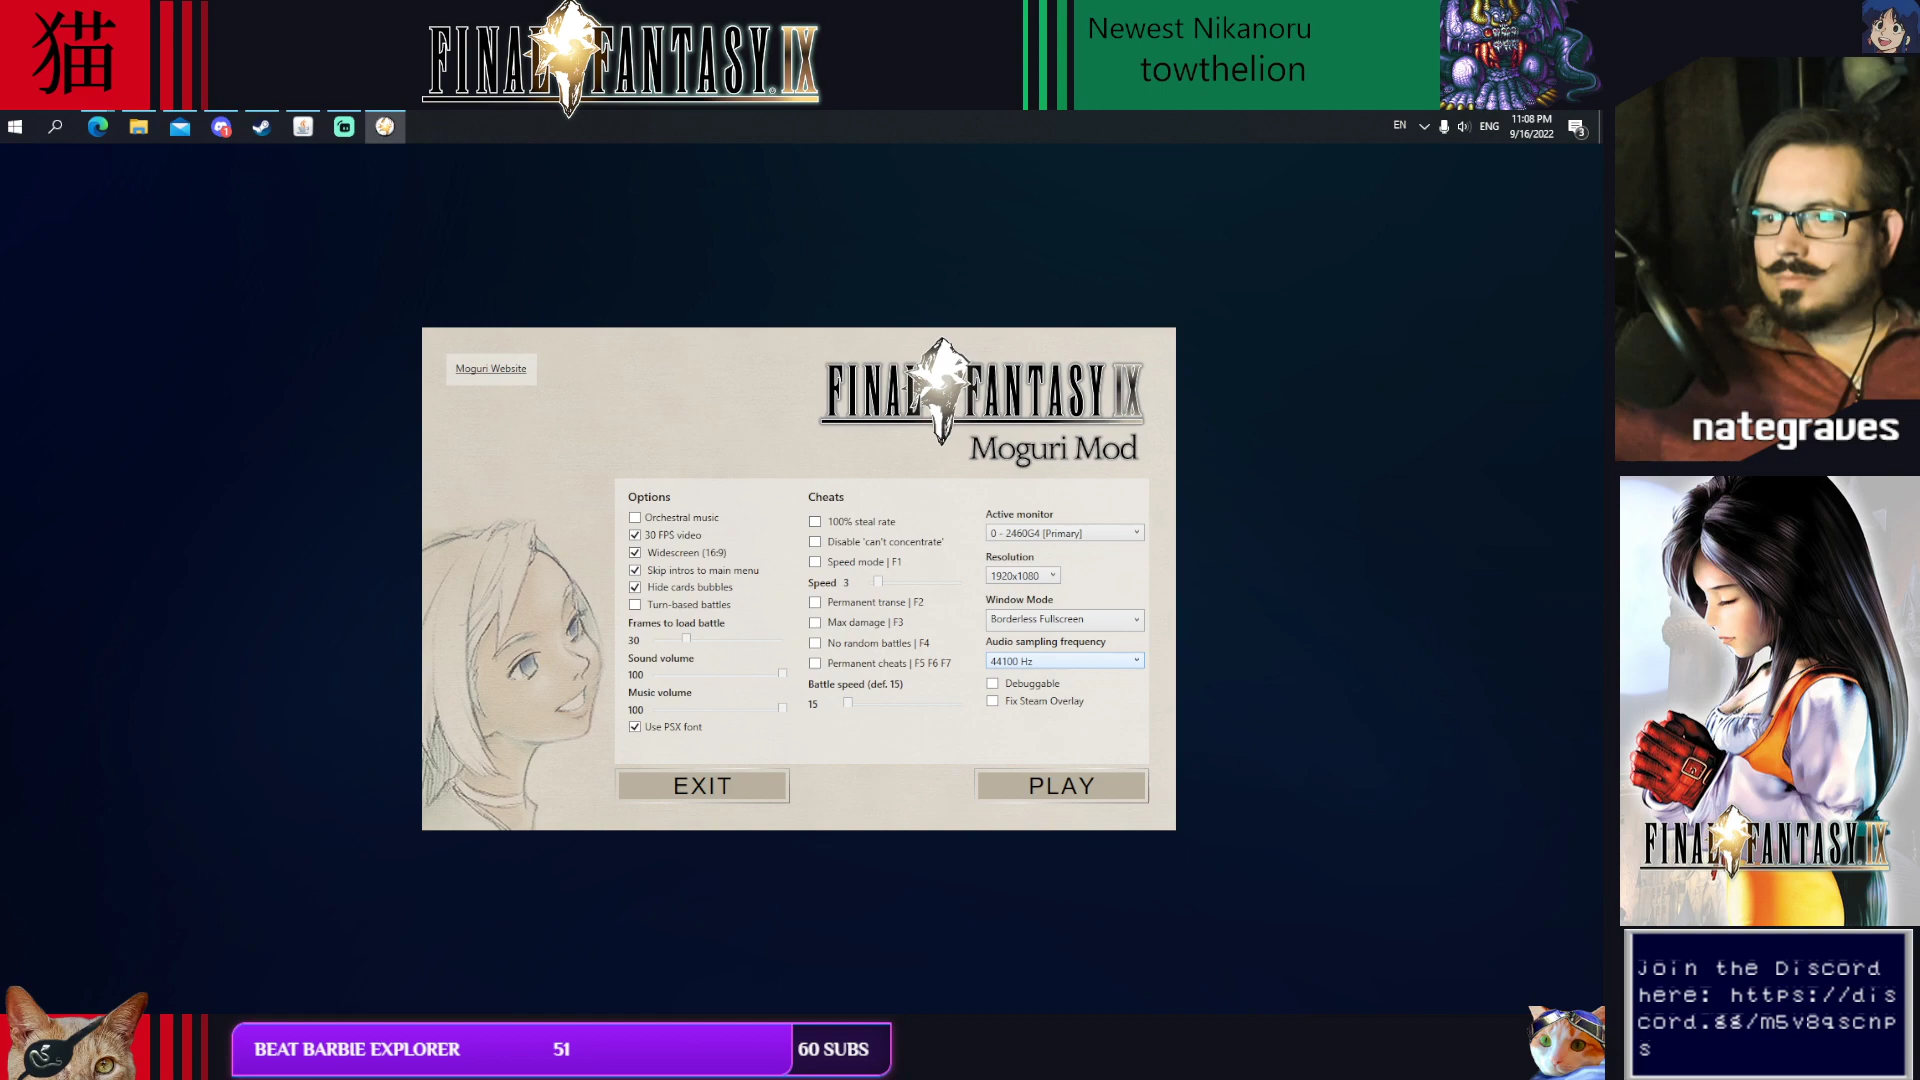 猫
FINAL FANTASY IX
Newest Nikanoru
towthelion
EN
ENG
11:08 PM
9/16/2022
3
Moguri Website
FINAL FANTASY IX
Moguri Mod
Options
Orchestral music
30 FPS video
Widescreen (16:9)
Skip intros to main menu
Hide cards bubbles
Turn-based battles
Frames to load battle
30
Sound volume
100
Music volume
100
Use PSX font
Cheats
100% steal rate
Disable 'can't concentrate'
Speed mode | F1
Speed 3
Permanent transe | F2
Max damage | F3
No random battles | F4
Permanent cheats | F5 F6 F7
Battle speed (def. 15)
15
Active monitor
0 - 2460G4 [Primary]
Resolution
1920x1080
Window Mode
Borderless Fullscreen
Audio sampling frequency
44100 Hz
Debuggable
Fix Steam Overlay
EXIT
PLAY
nategraves
FINAL FANTASY IX
Join the Discord
here: https://dis
cord.gg/m5v8qscnp
s
BEAT BARBIE EXPLORER 51 60 SUBS